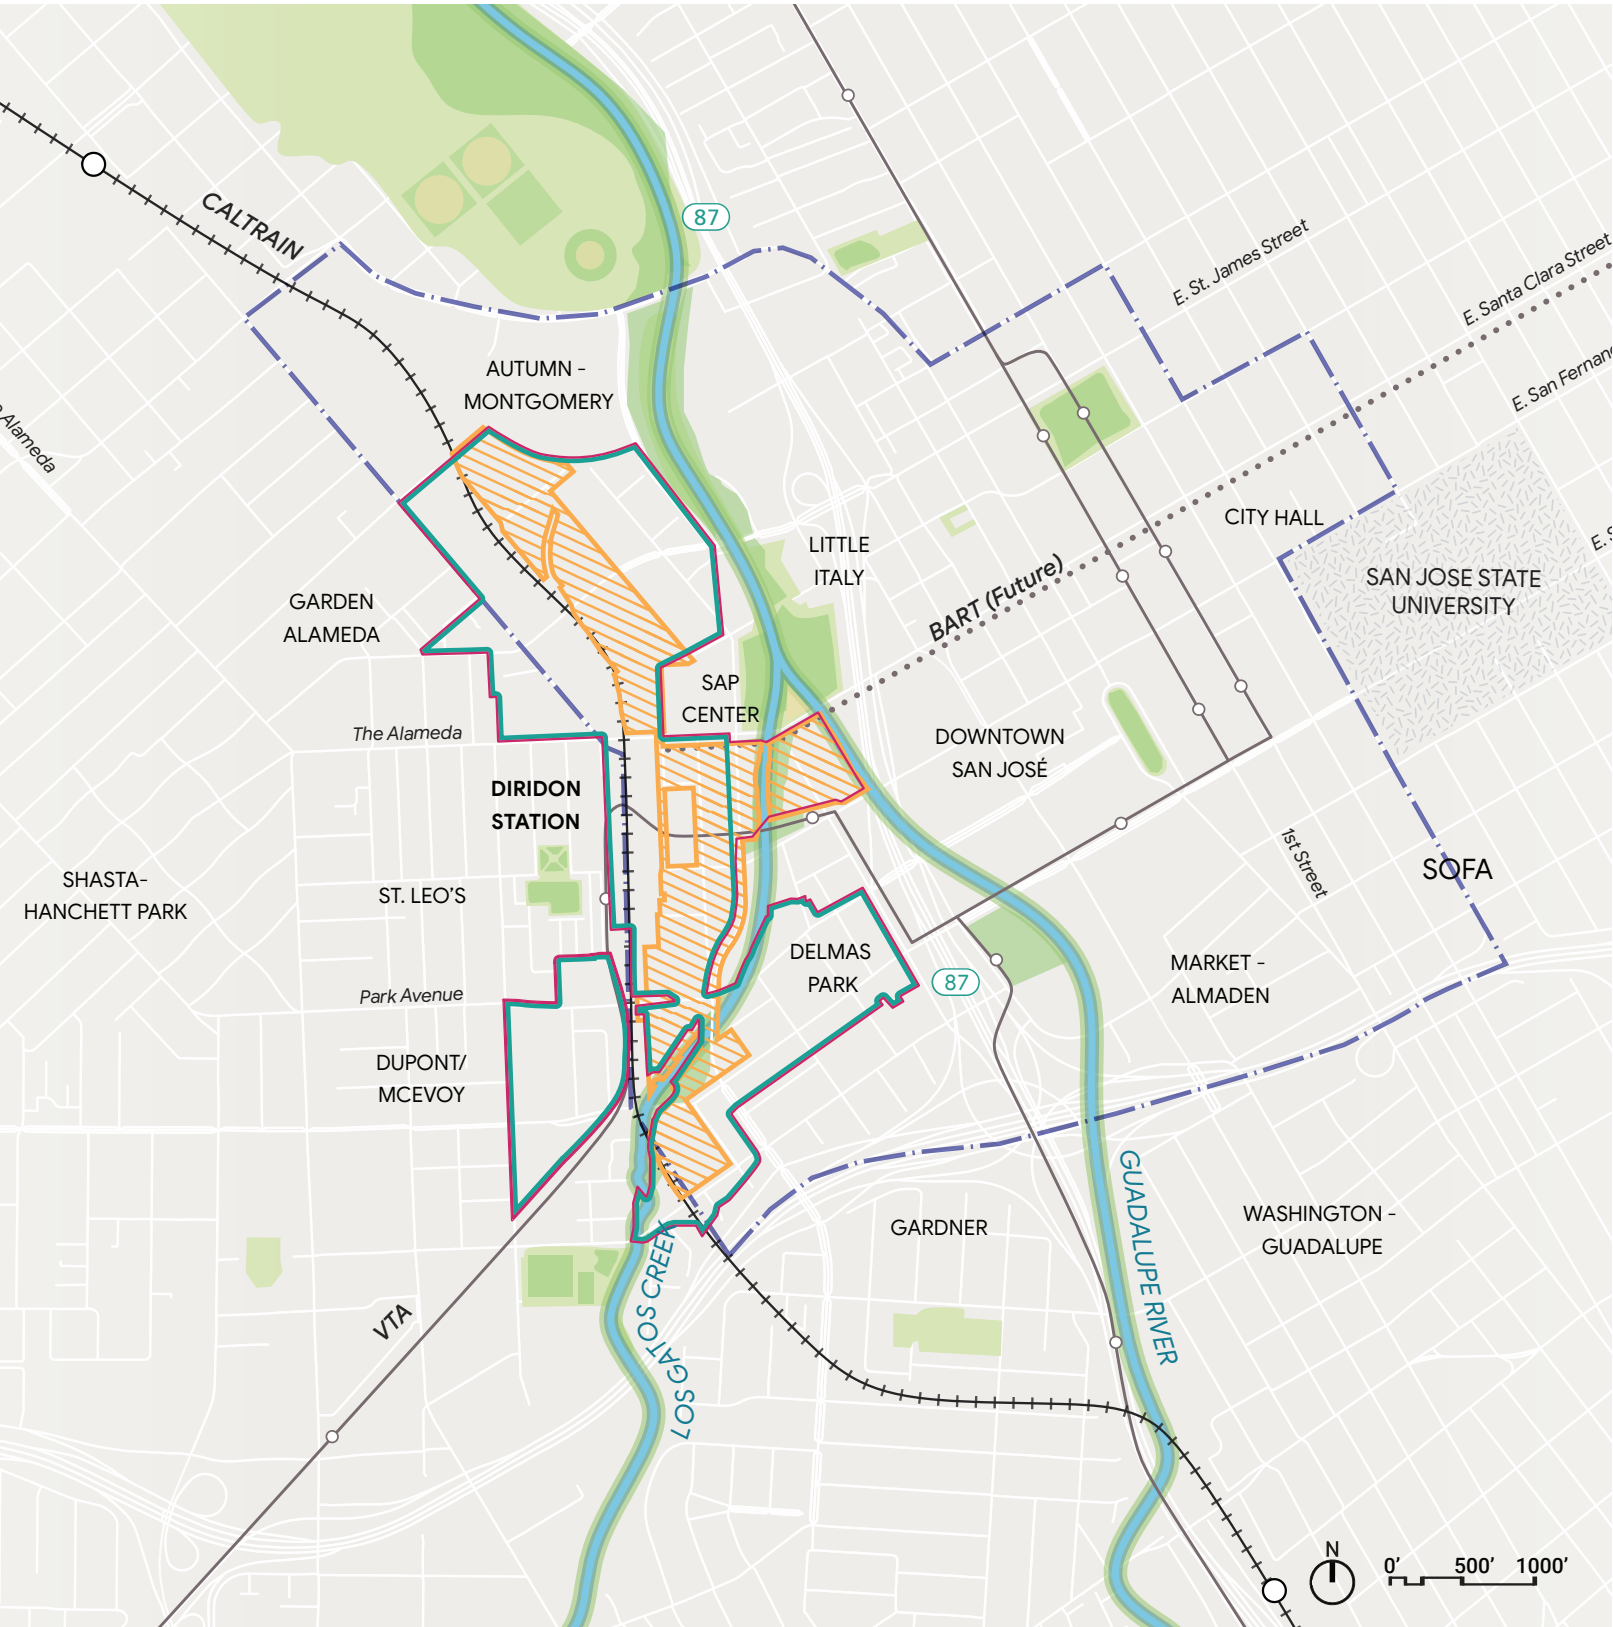 87
CALTRAIN
E. St. James Street
E. Santa Clara Street
E. San Fernan
Alameda
AUTUMN -
MONTGOMERY
CITY HALL
LITTLE
ITALY
SAN JOSE STATE
UNIVERSITY
BART (Future)
GARDEN
ALAMEDA
SAP
CENTER
The Alameda
DOWNTOWN
SAN JOSÉ
DIRIDON
STATION
1st Street
SOFA
SHASTA-
HANCHETT PARK
ST. LEO'S
DELMAS
PARK
87
MARKET -
ALMADEN
Park Avenue
DUPONT/
MCEVOY
GUADALUPE RIVER
GARDNER
WASHINGTON -
GUADALUPE
LOS GATOS CREEK
VTA
N
0' 500' 1000'